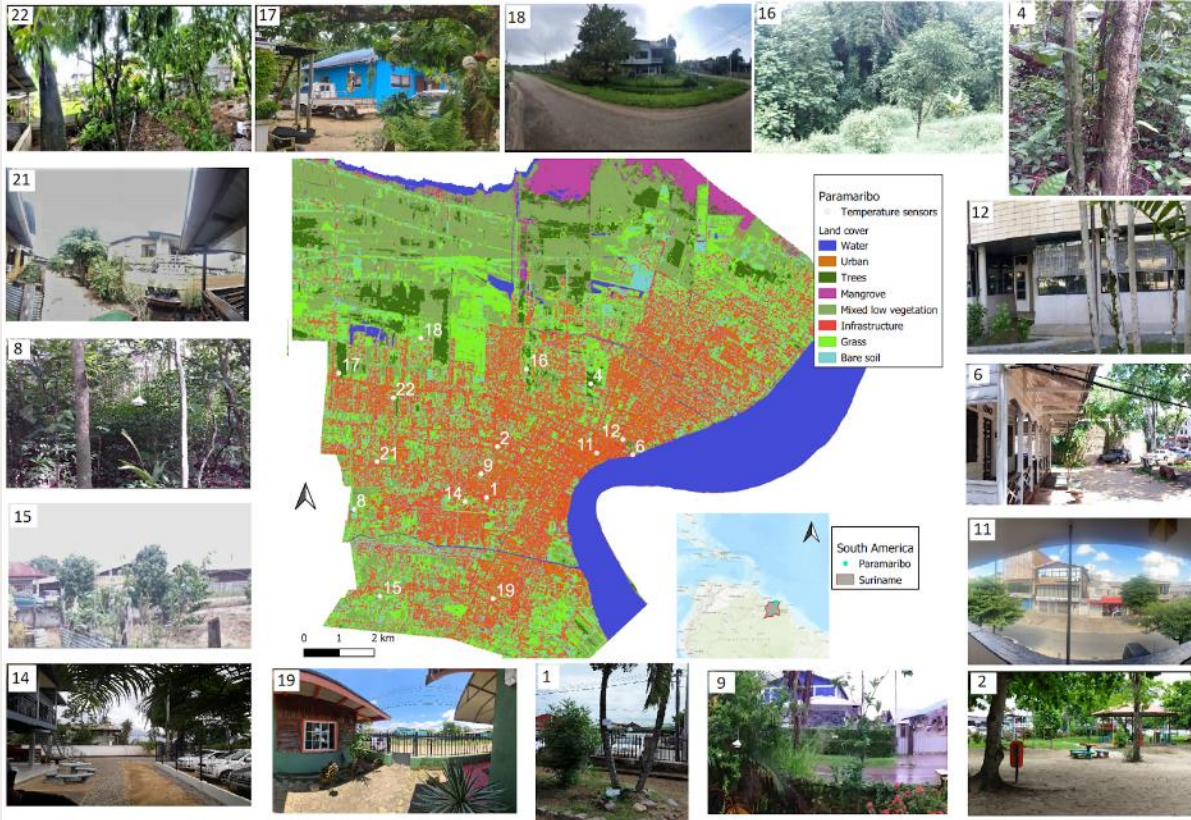 22
17
18
16
4
21
12
8
6
15
11
14
19
1
9
2
Paramaribo
Temperature sensors
Land cover
Water
Urban
Trees
Mangrove
Mixed low vegetation
Infrastructure
Grass
Bare soil
18
17
16
4
22
2
12
11
6
21
9
14
1
8
15
19
0 1 2 km
South America
Paramaribo
Suriname